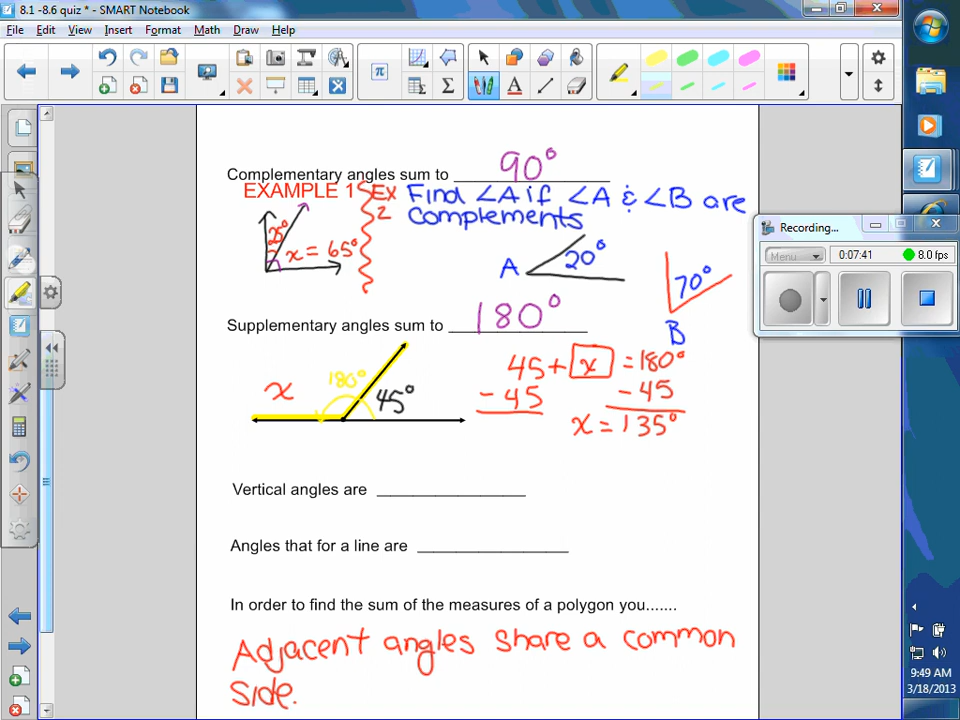 8.1 -8.6 quiz * - SMART Notebook
File Edit View Insert Format Math Draw Help
Complementary angles sum to 90°
EXAMPLE 1 Ex 2 Find ∠A if ∠A & ∠B are
complements
25°
x = 65°
A 20°
70°
B
Supplementary angles sum to 180°
x 180° 45°
45 + x = 180°
- 45 - 45
x = 135°
Vertical angles are
Angles that for a line are
In order to find the sum of the measures of a polygon you.......
Adjacent angles share a common
side.
Recording...
Menu 0:07:41 8.0 fps
9:49 AM
3/18/2013